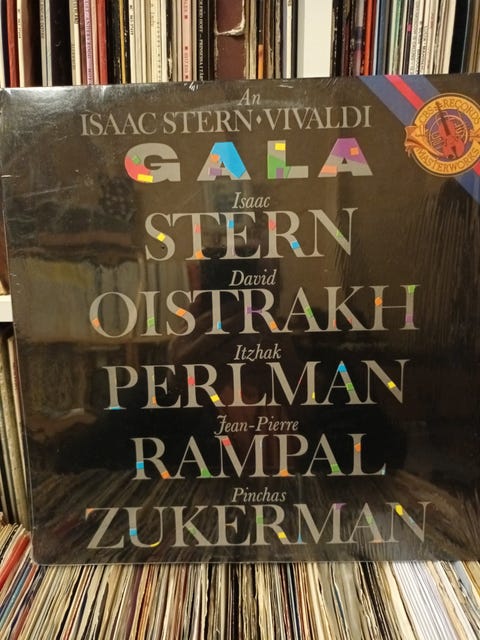 An
ISAAC STERN•VIVALDI
GALA
Isaac
STERN
David
OISTRAKH
Itzhak
PERLMAN
Jean-Pierre
RAMPAL
Pinchas
ZUKERMAN
CBS RECORDS
MASTERWORKS